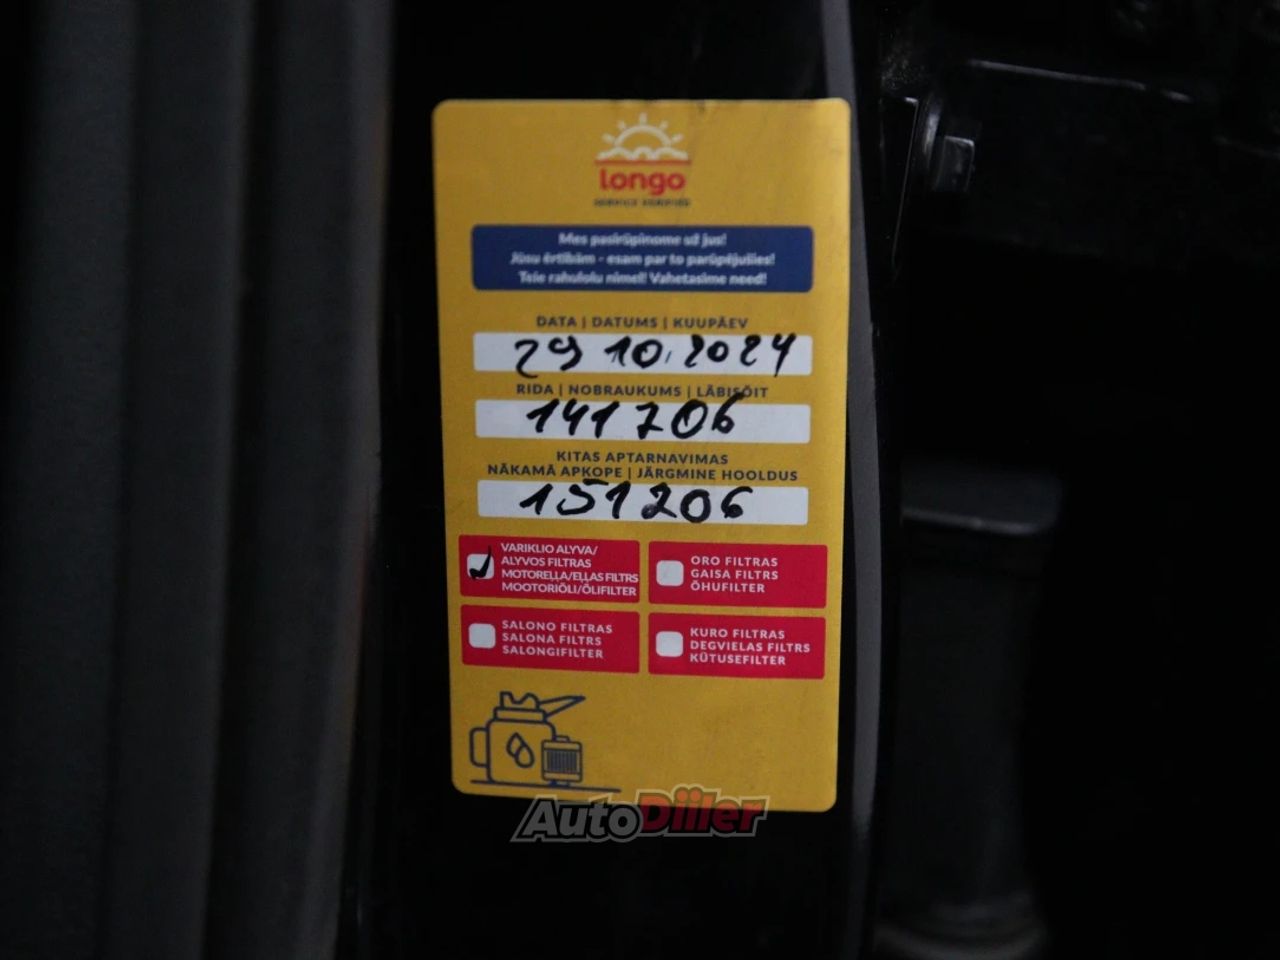 longo
SERVICE VERIFIED
Mes pasirūpinome už jus!
Jūsu ērtībām - esam par to parūpējušies!
Teie rahulolu nimel! Vahetasime need!
DATA | DATUMS | KUUPÄEV
29 10.2024
RIDA | NOBRAUKUMS | LÄBISÕIT
141706
KITAS APTARNAVIMAS
NĀKAMĀ APKOPE | JÄRGMINE HOOLDUS
151206
VARIKLIO ALYVA/
ALYVOS FILTRAS
MOTOREĻĻA/EĻĻAS FILTRS
MOOTORIÕLI/ÕLIFILTER
ORO FILTRAS
GAISA FILTRS
ÕHUFILTER
SALONO FILTRAS
SALONA FILTRS
SALONGIFILTER
KURO FILTRAS
DEGVIELAS FILTRS
KÜTUSEFILTER
AutoDiiler